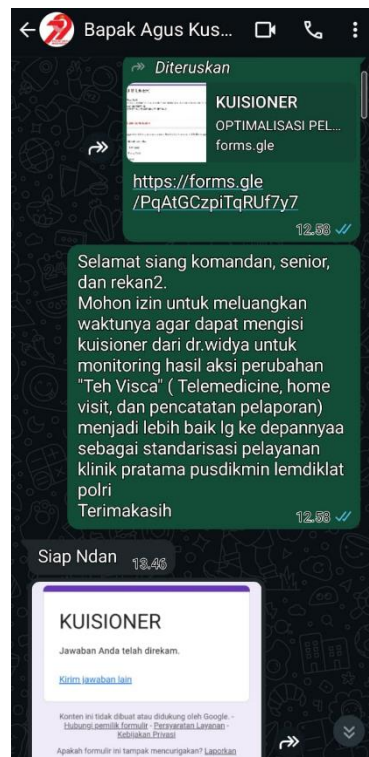 Bapak Agus Kus...
Diteruskan
KUISIONER
OPTIMALISASI PEL...
forms.gle
https://forms.gle
/PqAtGCzpiTqRUf7y7
12.58
Selamat siang komandan, senior,
dan rekan2.
Mohon izin untuk meluangkan
waktunya agar dapat mengisi
kuisioner dari dr.widya untuk
monitoring hasil aksi perubahan
"Teh Visca" ( Telemedicine, home
visit, dan pencatatan pelaporan)
menjadi lebih baik lg ke depannyaa
sebagai standarisasi pelayanan
klinik pratama pusdikmin lemdiklat
polri
Terimakasih
12.58
Siap Ndan
13.46
KUISIONER
Jawaban Anda telah direkam.
Kirim jawaban lain
Konten ini tidak dibuat atau didukung oleh Google. -
Hubungi pemilik formulir - Persyaratan Layanan -
Kebijakan Privasi
Apakah formulir ini tampak mencurigakan? Laporkan